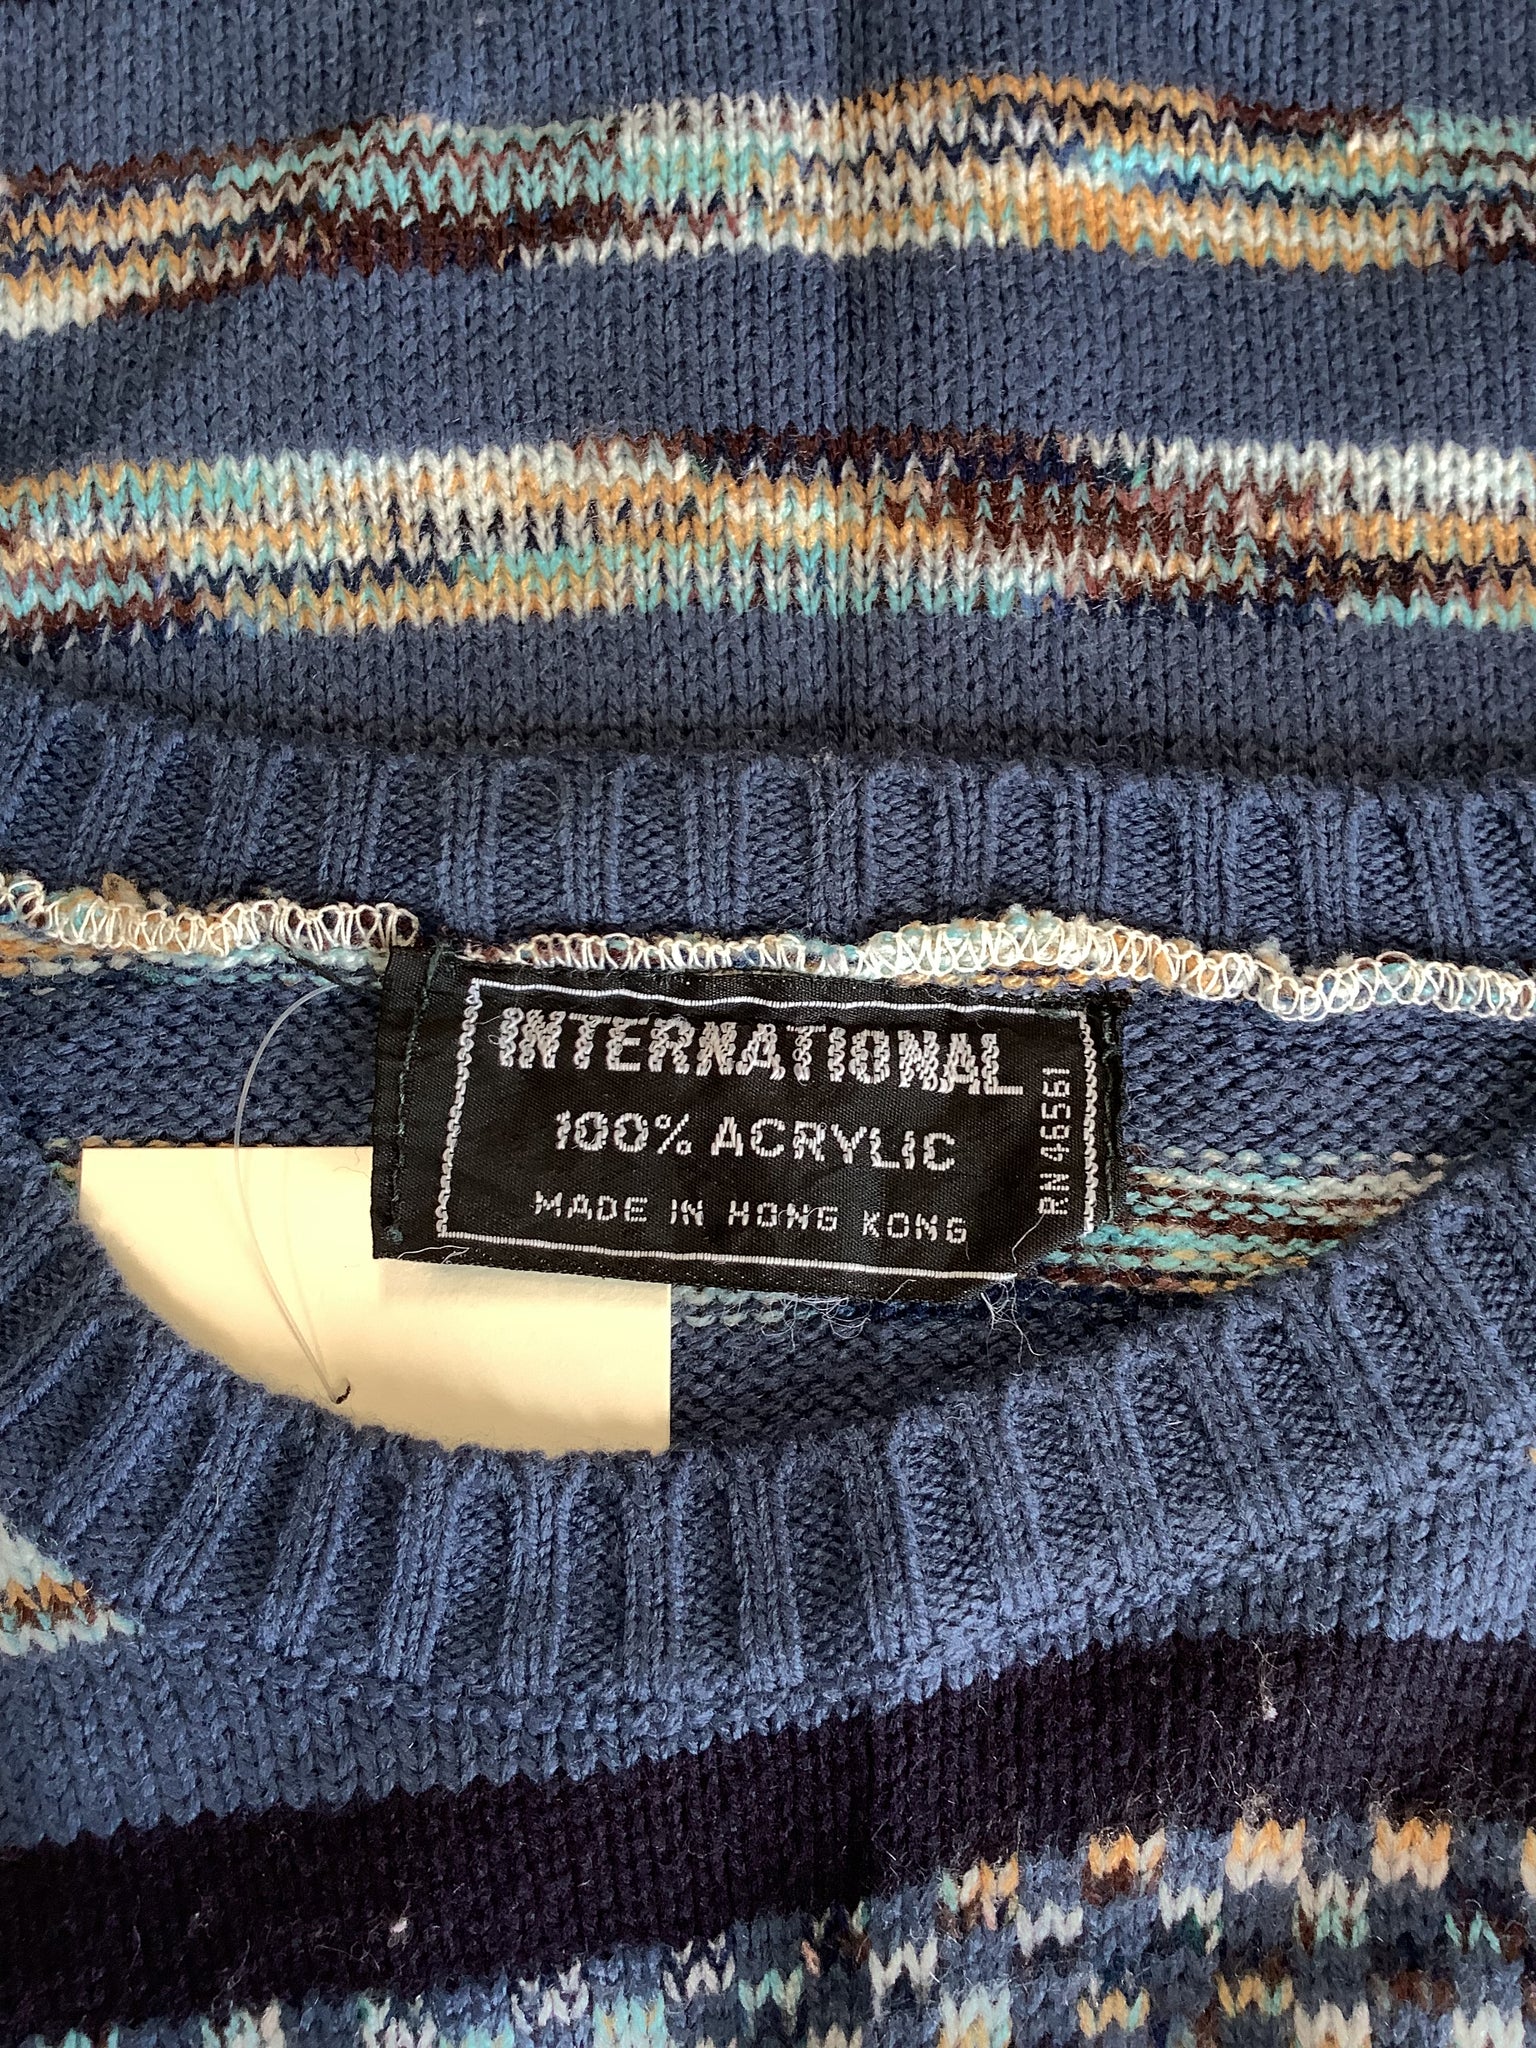 INTERNATIONAL
100% ACRYLIC
MADE IN HONG KONG
RN 46561